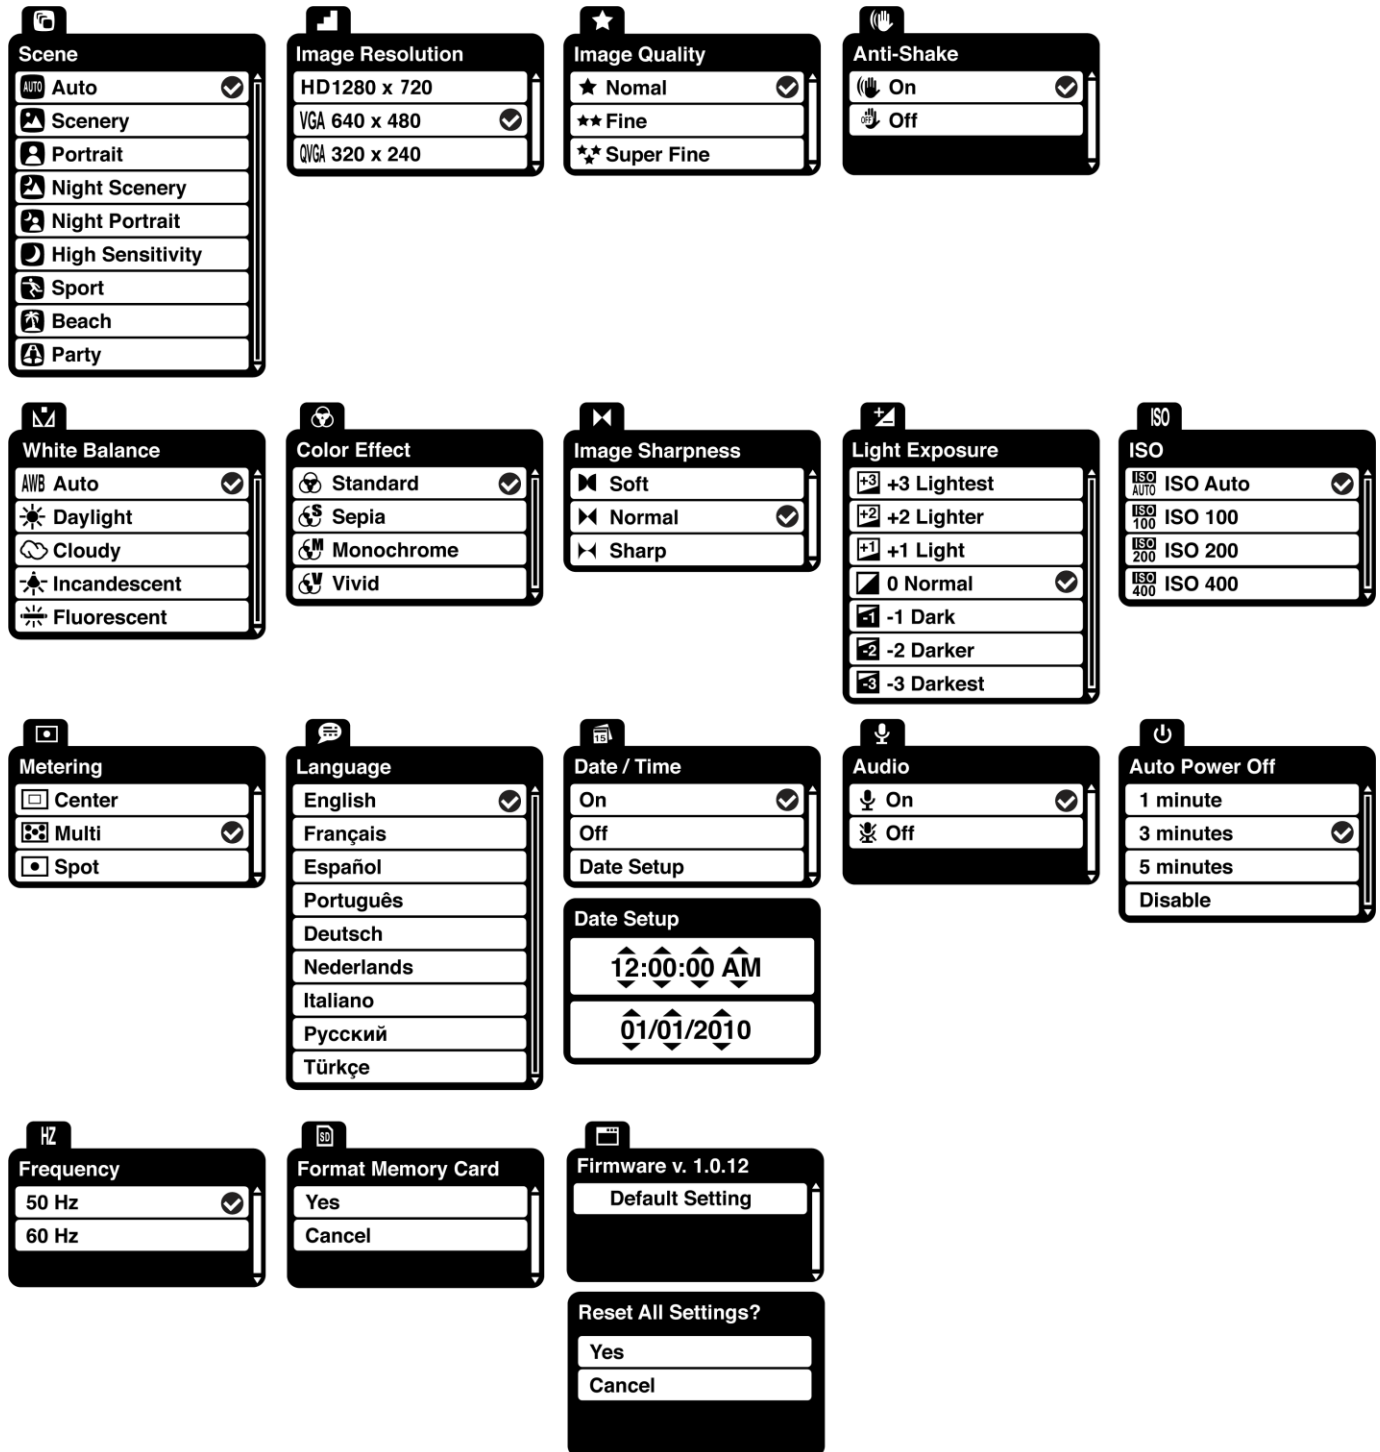 Scene
AUTO Auto
Scenery
Portrait
Night Scenery
Night Portrait
High Sensitivity
Sport
Beach
Party
Image Resolution
HD 1280 x 720
VGA 640 x 480
QVGA 320 x 240
Image Quality
Nomal
Fine
Super Fine
Anti-Shake
On
OFF Off
White Balance
AWB Auto
Daylight
Cloudy
Incandescent
Fluorescent
Color Effect
Standard
S Sepia
M Monochrome
V Vivid
Image Sharpness
Soft
Normal
Sharp
Light Exposure
+3 +3 Lightest
+2 +2 Lighter
+1 +1 Light
0 Normal
-1 -1 Dark
-2 -2 Darker
-3 -3 Darkest
ISO
ISO
ISO AUTO ISO Auto
ISO 100 ISO 100
ISO 200 ISO 200
ISO 400 ISO 400
Metering
Center
Multi
Spot
Language
English
Français
Español
Português
Deutsch
Nederlands
Italiano
Русский
Türkçe
15
Date / Time
On
Off
Date Setup
Date Setup
12:00:00 AM
01/01/2010
Audio
On
Off
Auto Power Off
1 minute
3 minutes
5 minutes
Disable
HZ
Frequency
50 Hz
60 Hz
SD
Format Memory Card
Yes
Cancel
Firmware v. 1.0.12
Default Setting
Reset All Settings?
Yes
Cancel